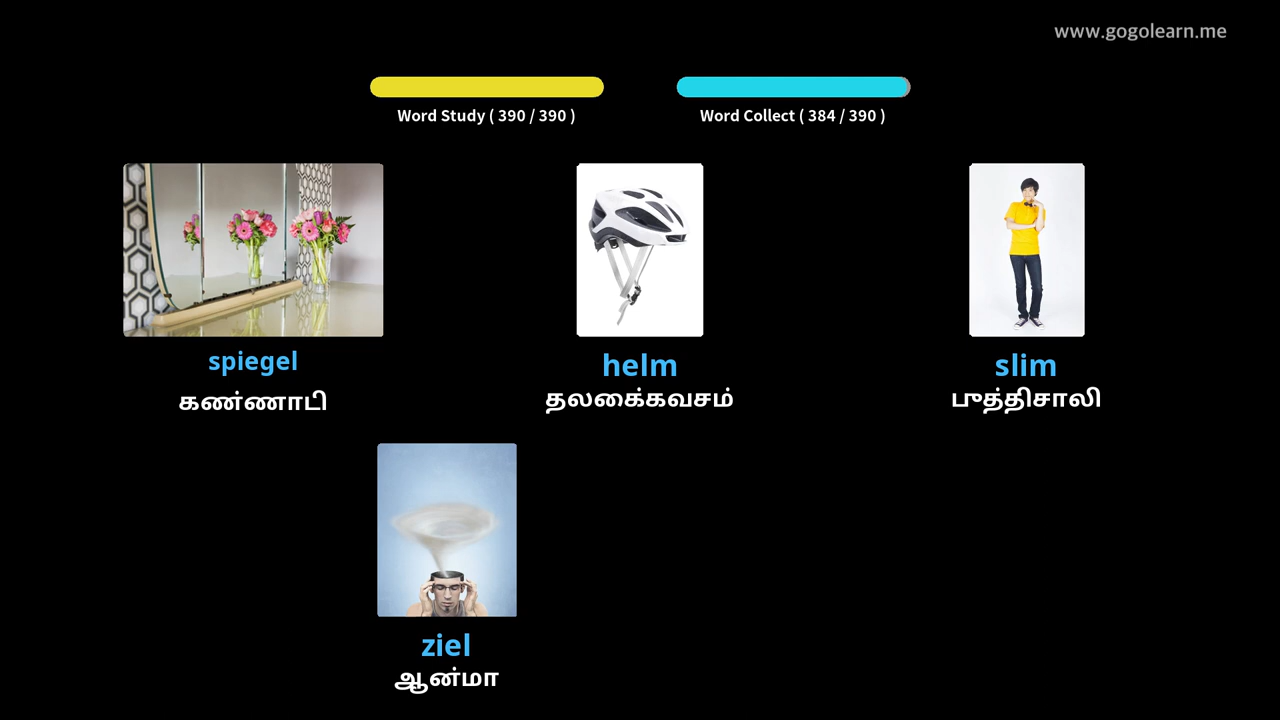 www.gogolearn.me
Word Study ( 390 / 390 )
Word Collect ( 384 / 390 )
spiegel
helm
slim
கண்ணாடி
தலைக்கவசம்
புத்திசாலி
ziel
ஆன்மா